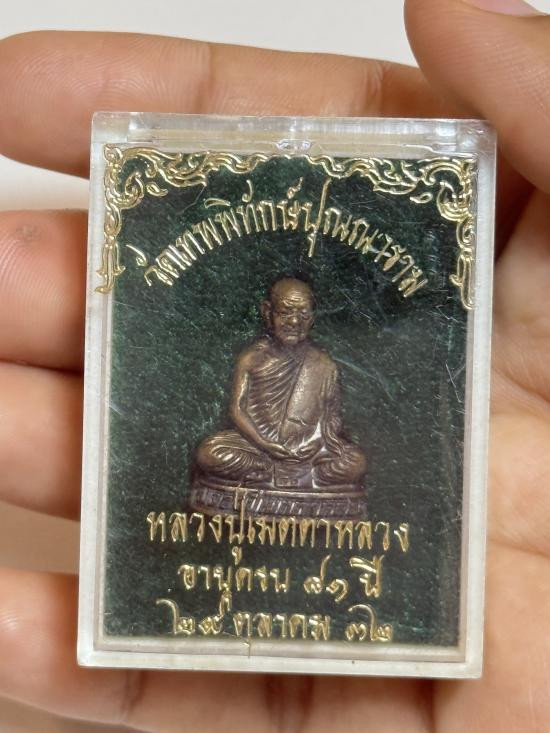 วัดเทพพิทักษ์ปุณณาราม
หลวงปู่เมตตาหลวง
อายุครบ ๘๑ ปี
๒๙ ตุลาคม ๓๒